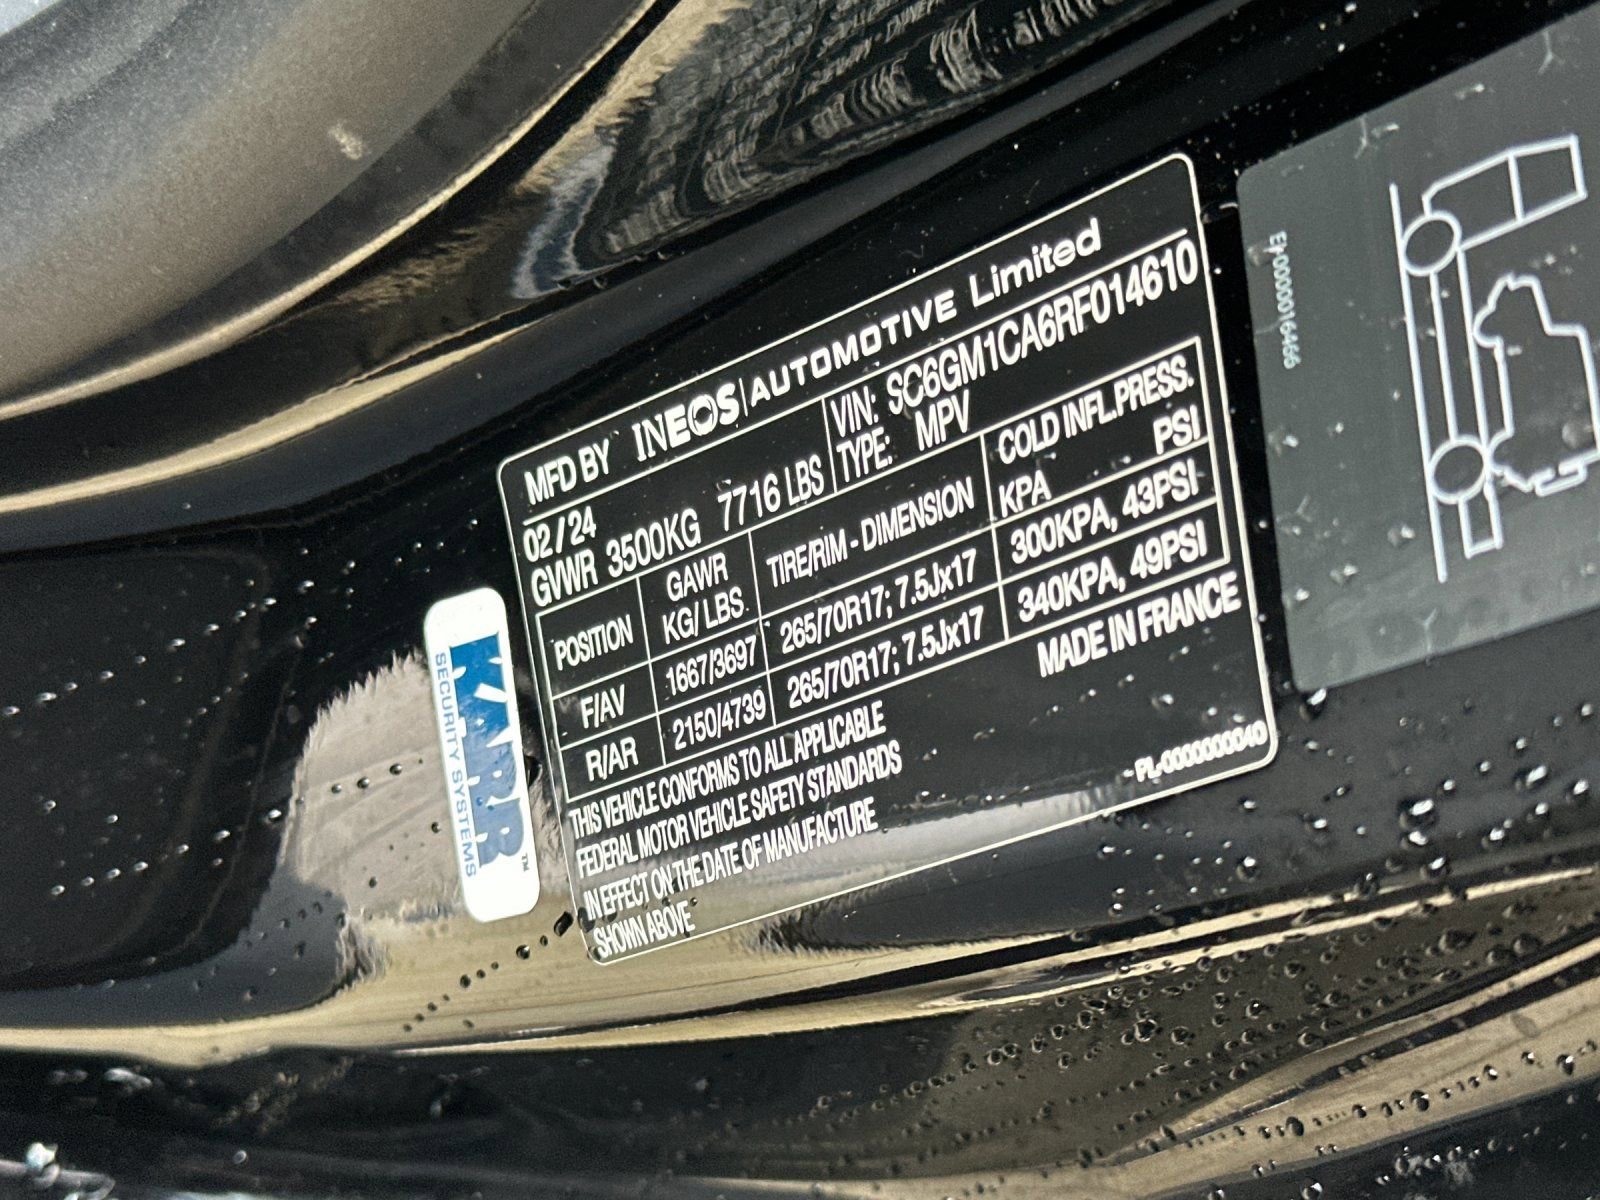 MFD BY INEOS | AUTOMOTIVE Limited
02 / 24 VIN: SC6GM1CA6RF014610
GVWR 3500KG 7716 LBS TYPE: MPV
POSITION GAWR KG/ LBS TIRE/RIM - DIMENSION COLD INFL.PRESS. KPA PSI
F/AV 1667/3697 265/70R17; 7.5Jx17 300KPA, 43PSI
R/AR 2150/4739 265/70R17; 7.5Jx17 340KPA, 49PSI
THIS VEHICLE CONFORMS TO ALL APPLICABLE
FEDERAL MOTOR VEHICLE SAFETY STANDARDS
IN EFFECT ON THE DATE OF MANUFACTURE
SHOWN ABOVE
MADE IN FRANCE
PL-0000000040
KARR™
SECURITY SYSTEMS